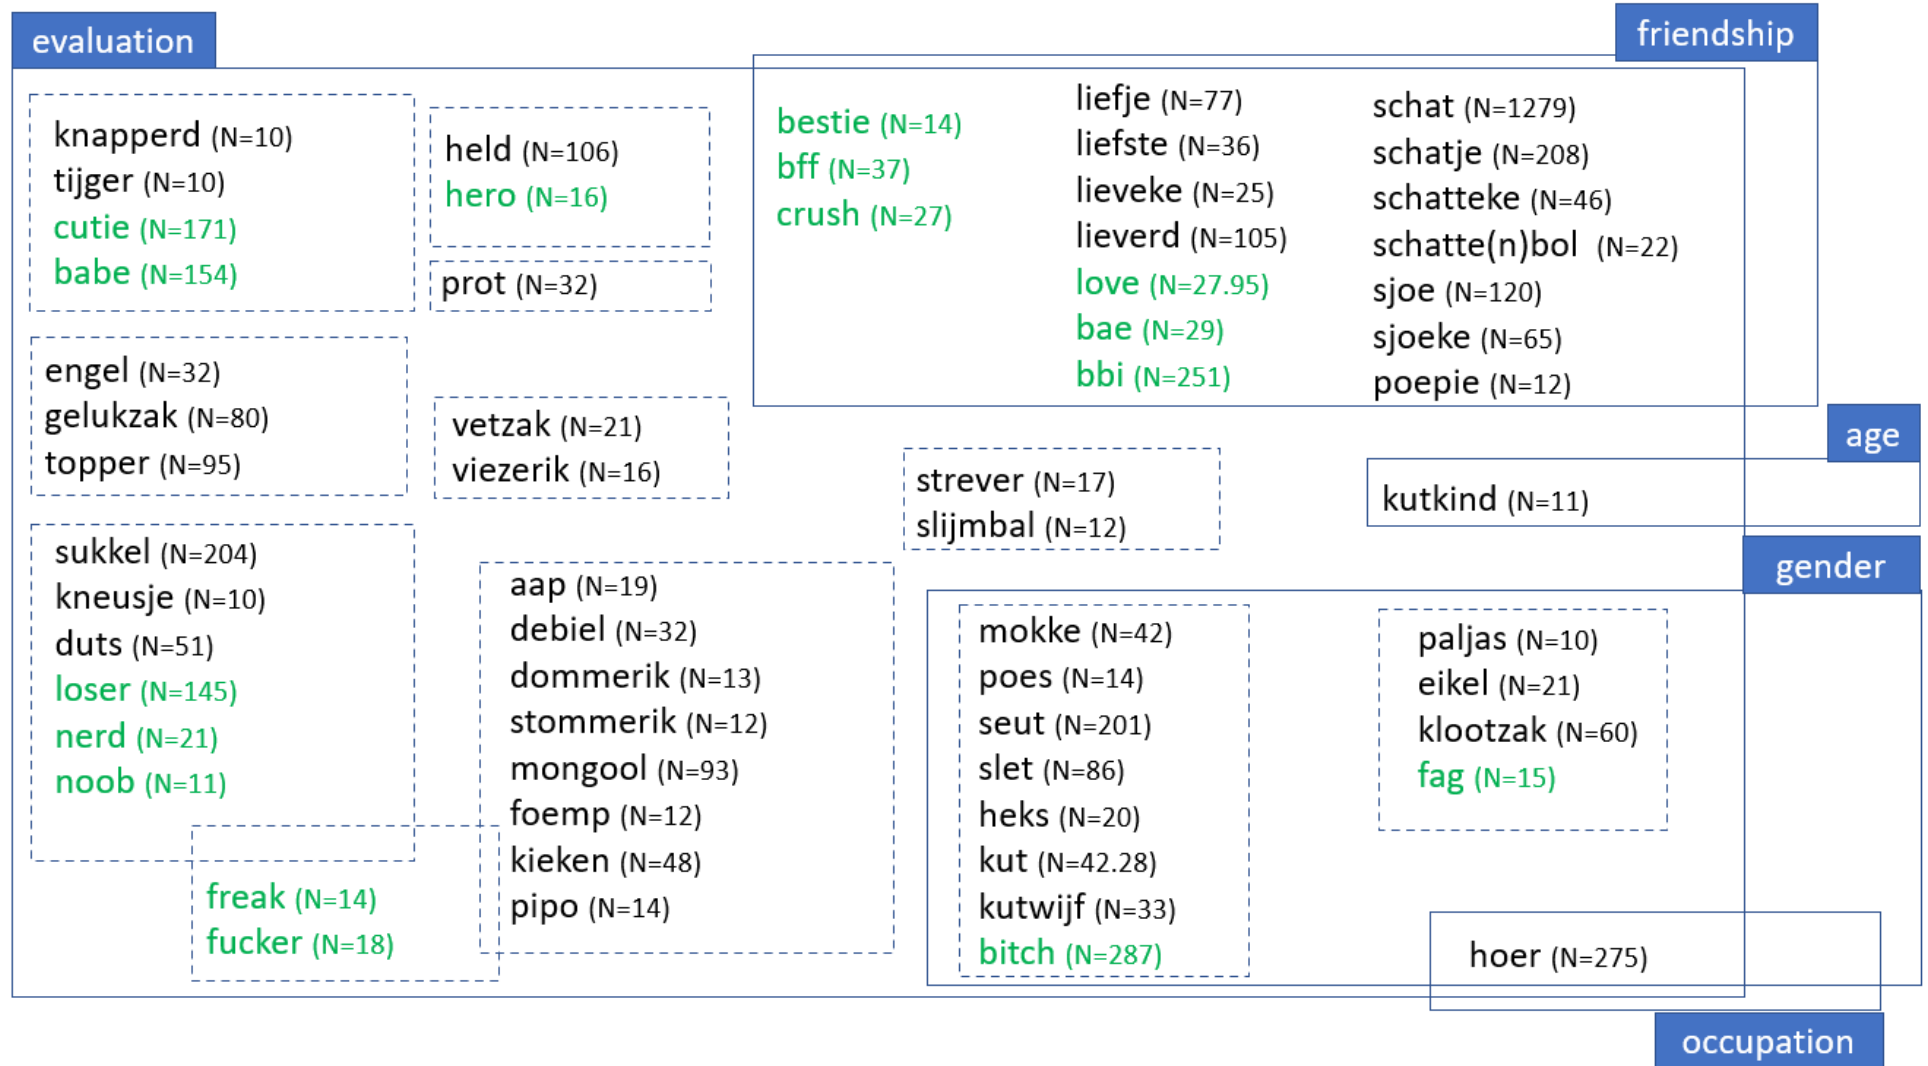 evaluation
friendship
knapperd (N=10)
tijger (N=10)
cutie (N=171)
babe (N=154)
held (N=106)
hero (N=16)
prot (N=32)
bestie (N=14)
bff (N=37)
crush (N=27)
liefje (N=77)
liefste (N=36)
lieveke (N=25)
lieverd (N=105)
love (N=27.95)
bae (N=29)
bbi (N=251)
schat (N=1279)
schatje (N=208)
schatteke (N=46)
schatte(n)bol (N=22)
sjoe (N=120)
sjoeke (N=65)
poepie (N=12)
engel (N=32)
gelukzak (N=80)
topper (N=95)
vetzak (N=21)
viezerik (N=16)
strever (N=17)
slijmbal (N=12)
age
kutkind (N=11)
sukkel (N=204)
kneusje (N=10)
duts (N=51)
loser (N=145)
nerd (N=21)
noob (N=11)
freak (N=14)
fucker (N=18)
aap (N=19)
debiel (N=32)
dommerik (N=13)
stommerik (N=12)
mongool (N=93)
foemp (N=12)
kieken (N=48)
pipo (N=14)
gender
mokke (N=42)
poes (N=14)
seut (N=201)
slet (N=86)
heks (N=20)
kut (N=42.28)
kutwijf (N=33)
bitch (N=287)
paljas (N=10)
eikel (N=21)
klootzak (N=60)
fag (N=15)
hoer (N=275)
occupation